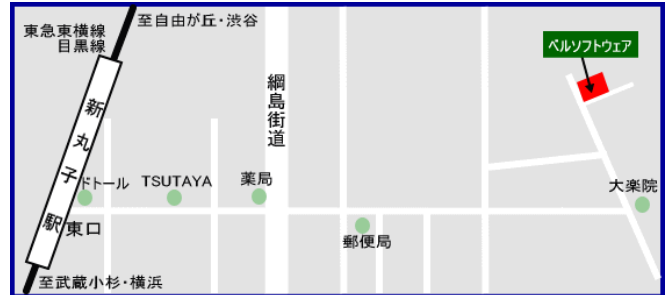 東急東横線
目黒線
至自由が丘・渋谷
新丸子駅
綱島街道
ベルソフトウェア
ドトール
TSUTAYA
薬局
大楽院
東口
郵便局
至武蔵小杉・横浜